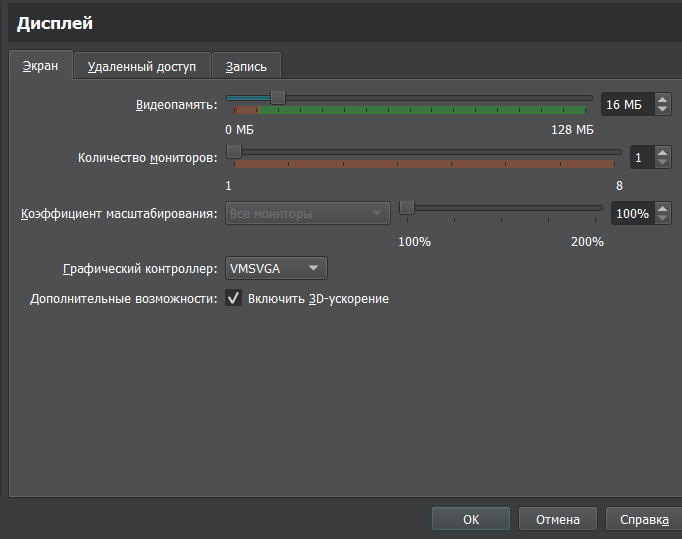 Дисплей
Экран Удаленный доступ Запись
Видеопамять: 16 МБ
0 МБ 128 МБ
Количество мониторов: 1
1 8
Коэффициент масштабирования: Все мониторы 100%
100% 200%
Графический контроллер: VMSVGA
Дополнительные возможности: Включить 3D-ускорение
OK Отмена Справка